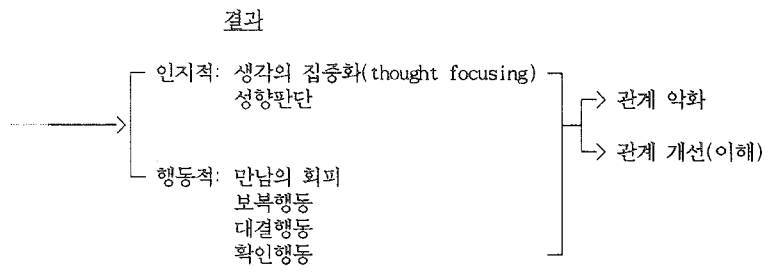 결과
인지적: 생각의 집중화(thought focusing)
성향판단
관계 악화
관계 개선(이해)
행동적: 만남의 회피
보복행동
대결행동
확인행동